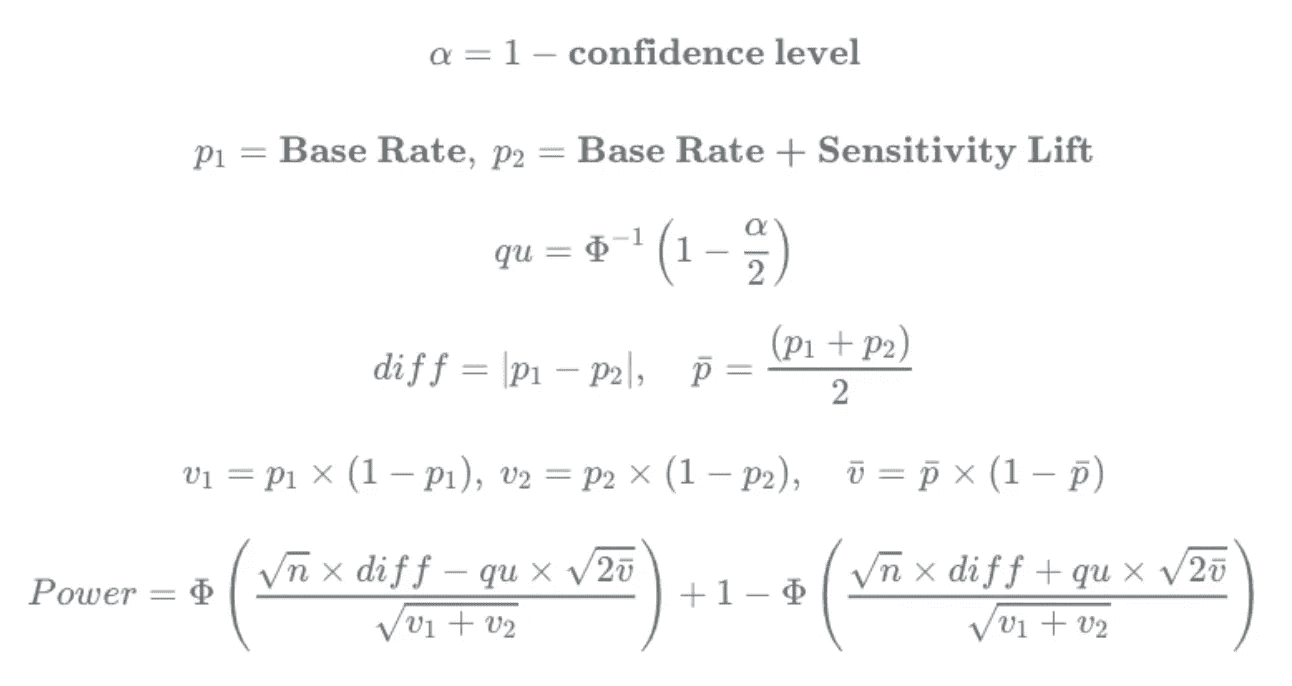 α = 1 − confidence level
p₁ = Base Rate, p₂ = Base Rate + Sensitivity Lift
qu = Φ⁻¹ (1 − α/2)
diff = |p₁ − p₂|, p̄ = (p₁ + p₂)/2
v₁ = p₁ × (1 − p₁), v₂ = p₂ × (1 − p₂), v̄ = p̄ × (1 − p̄)
Power = Φ ((√n × diff − qu × √2v̄)/√v₁ + v₂) + 1 − Φ ((√n × diff + qu × √2v̄)/√v₁ + v₂)